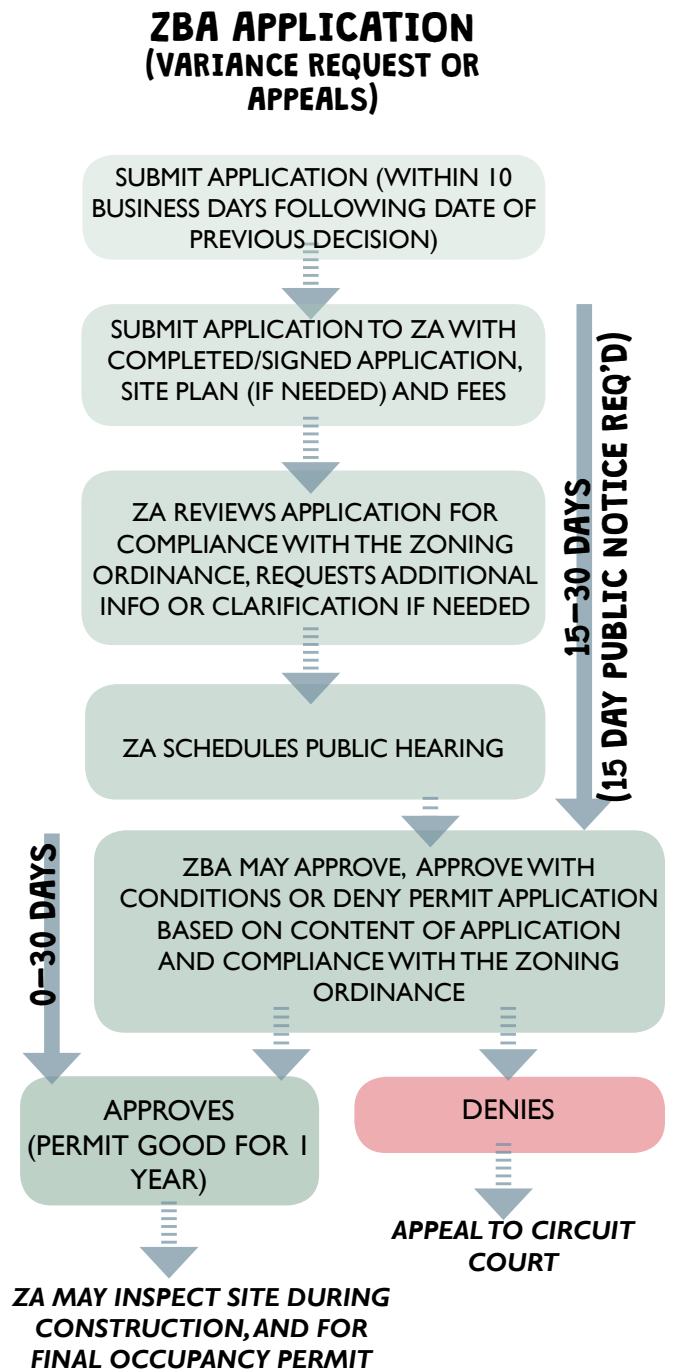 ZBA APPLICATION
(VARIANCE REQUEST OR
APPEALS)
SUBMIT APPLICATION (WITHIN 10
BUSINESS DAYS FOLLOWING DATE OF
PREVIOUS DECISION)
SUBMIT APPLICATION TO ZA WITH
COMPLETED/SIGNED APPLICATION,
SITE PLAN (IF NEEDED) AND FEES
ZA REVIEWS APPLICATION FOR
COMPLIANCE WITH THE ZONING
ORDINANCE, REQUESTS ADDITIONAL
INFO OR CLARIFICATION IF NEEDED
ZA SCHEDULES PUBLIC HEARING
15–30 DAYS
(15 DAY PUBLIC NOTICE REQ'D)
ZBA MAY APPROVE, APPROVE WITH
CONDITIONS OR DENY PERMIT APPLICATION
BASED ON CONTENT OF APPLICATION
AND COMPLIANCE WITH THE ZONING
ORDINANCE
0–30 DAYS
APPROVES
(PERMIT GOOD FOR 1
YEAR)
DENIES
APPEAL TO CIRCUIT
COURT
ZA MAY INSPECT SITE DURING
CONSTRUCTION, AND FOR
FINAL OCCUPANCY PERMIT